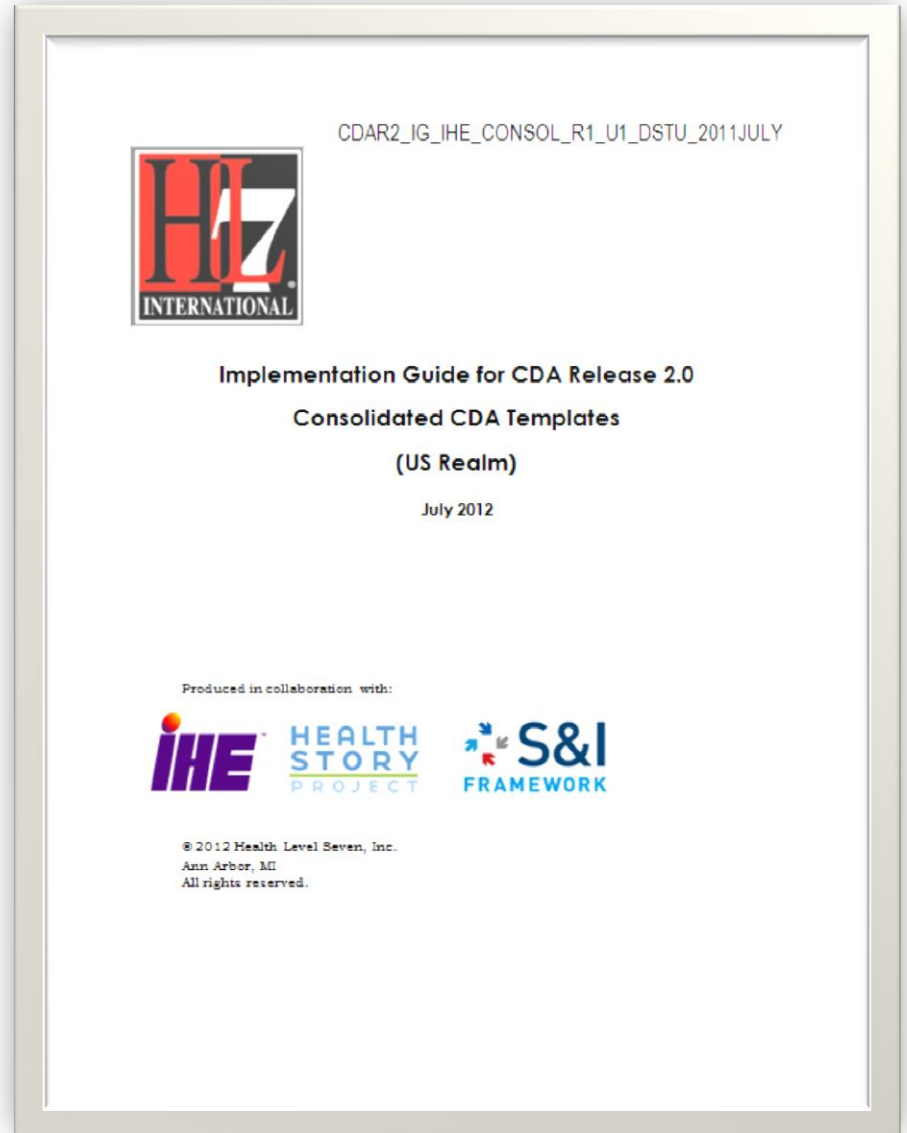 CDAR2_IG_IHE_CONSOL_R1_U1_DSTU_2011JULY
HL7
INTERNATIONAL
Implementation Guide for CDA Release 2.0
Consolidated CDA Templates
(US Realm)
July 2012
Produced in collaboration with:
IHE™
HEALTH
STORY
PROJECT
S&I
FRAMEWORK
© 2012 Health Level Seven, Inc.
Ann Arbor, MI
All rights reserved.